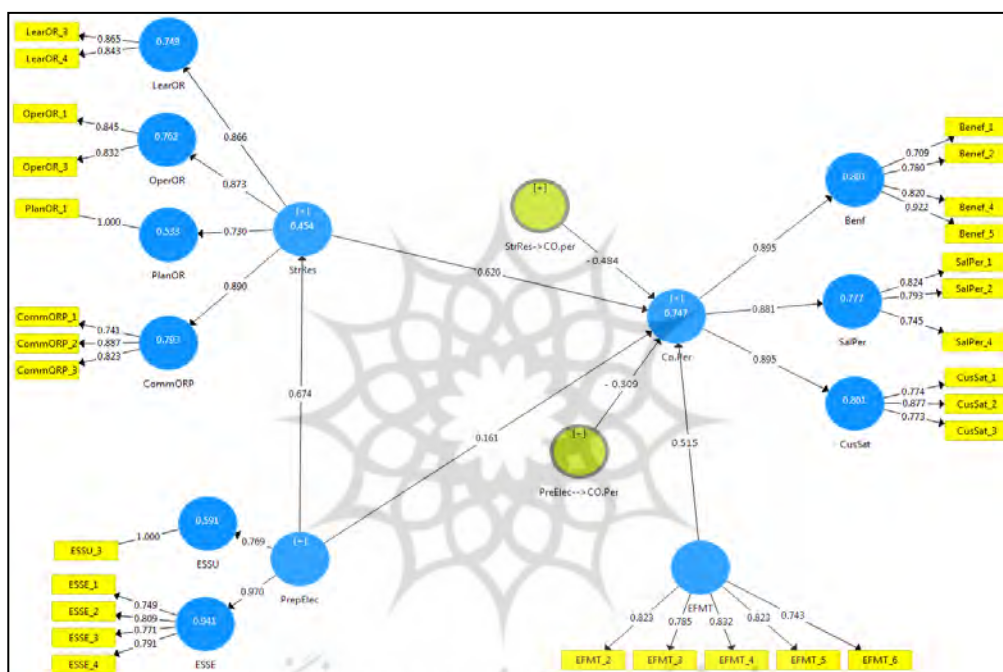 LearOR_3
0.865
0.749
LearOR_4
0.843
LearOR
OperOR_1
0.845
0.762
OperOR_3
0.832
OperOR
PlanOR_1
1.000
0.533
PlanOR
CommORP_1
0.741
CommORP_2
0.887
0.793
CommORP_3
0.823
CommORP
0.866
0.873
0.730
0.890
[+]
0.454
StrRes
[+]
StrRes->CO.per
- 0.484
0.620
[+]
0.747
Co.Per
0.674
0.161
- 0.309
[+]
PreElec-->CO.Per
0.515
0.895
0.881
0.895
Benf
0.709
Benef_1
0.780
Benef_2
0.820
Benef_4
0.922
Benef_5
0.777
SalPer
0.824
SalPer_1
0.793
SalPer_2
0.745
SalPer_4
CusSat
0.774
CusSat_1
0.877
CusSat_2
0.773
CusSat_3
ESSU_3
1.000
0.591
ESSU
0.769
[+]
PrepElec
0.970
ESSE_1
0.749
ESSE_2
0.809
ESSE_3
0.771
ESSE_4
0.791
0.941
ESSE
EFMT
0.823
0.785
0.832
0.823
0.743
EFMT_2
EFMT_3
EFMT_4
EFMT_5
EFMT_6